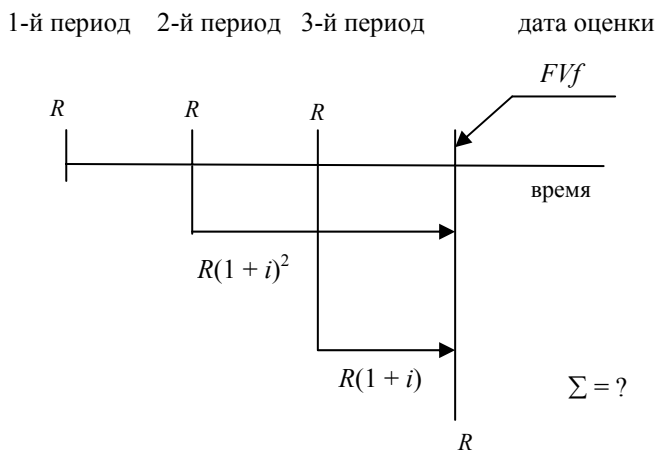 1-й период 2-й период 3-й период дата оценки
FVf
R R R
время
R(1 + i)²
R(1 + i)
∑ = ?
R